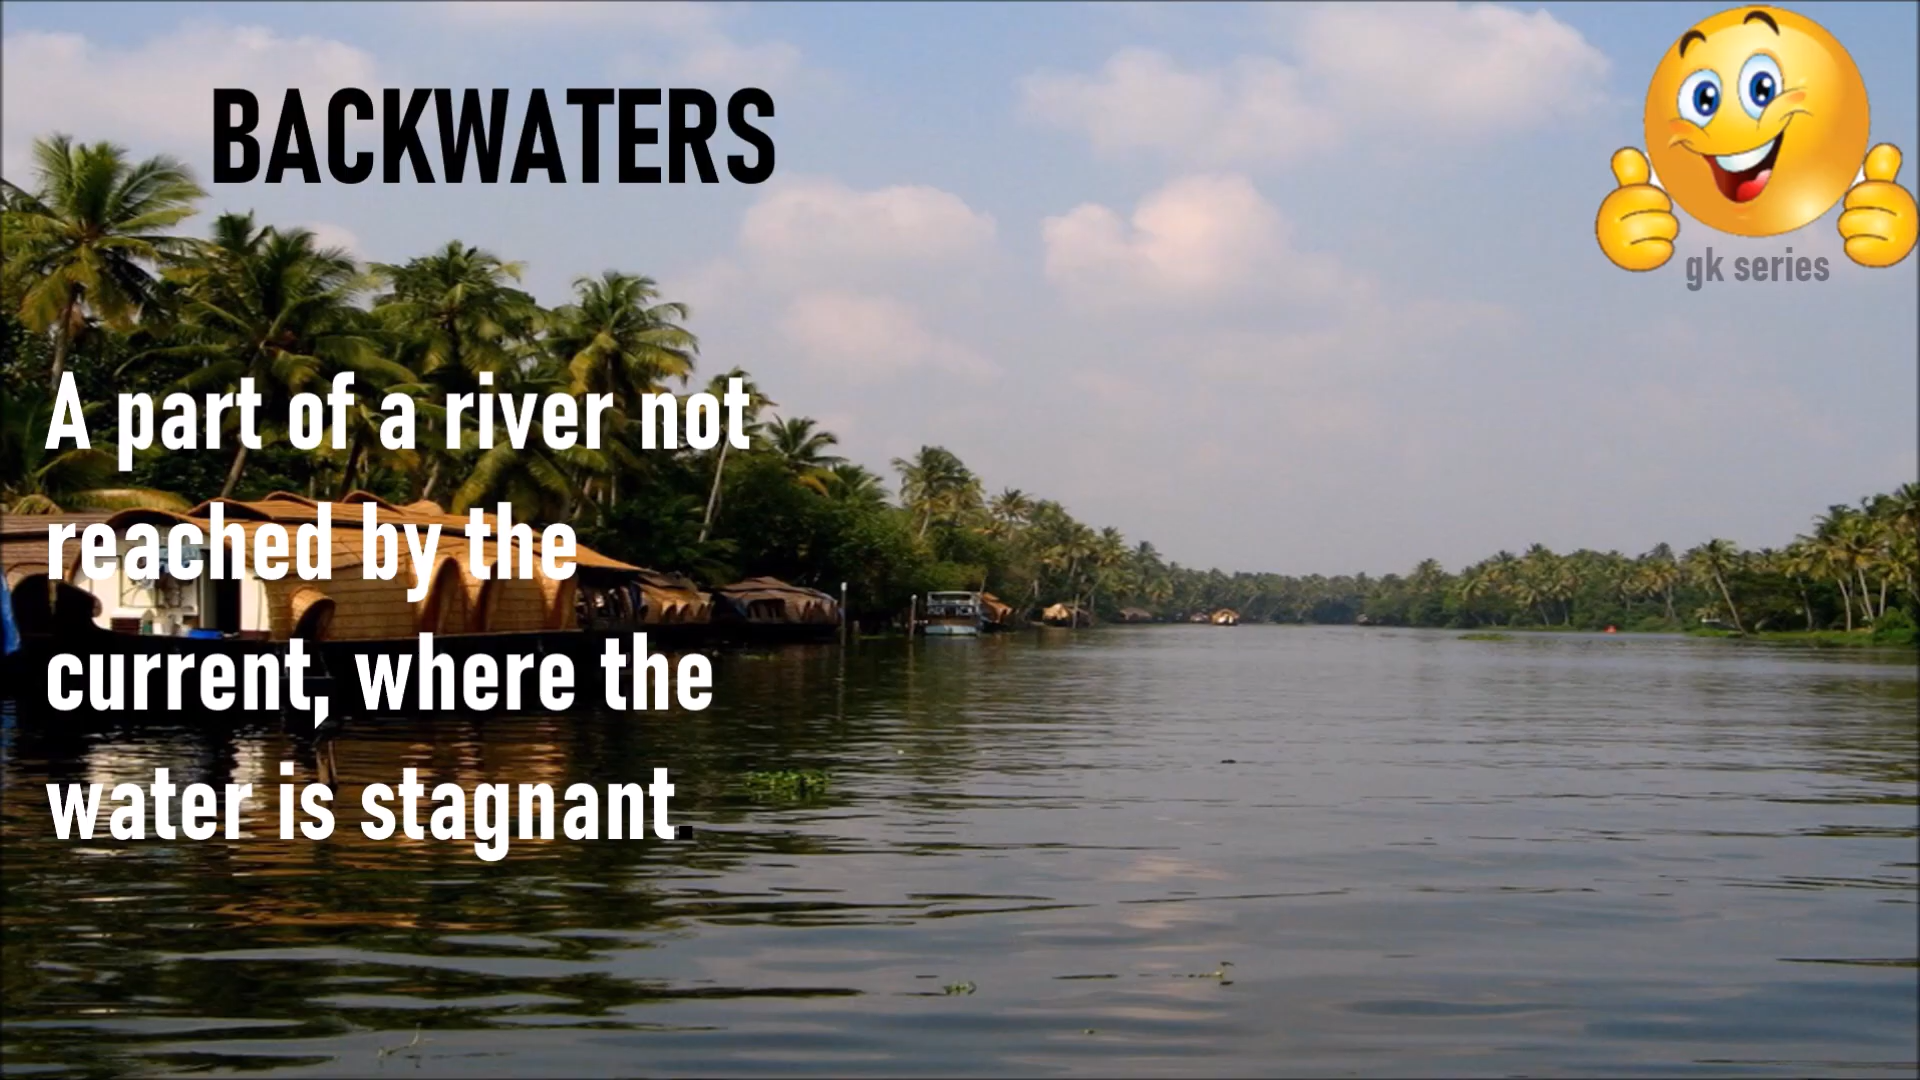 BACKWATERS
gk series
A part of a river not
reached by the
current, where the
water is stagnant.